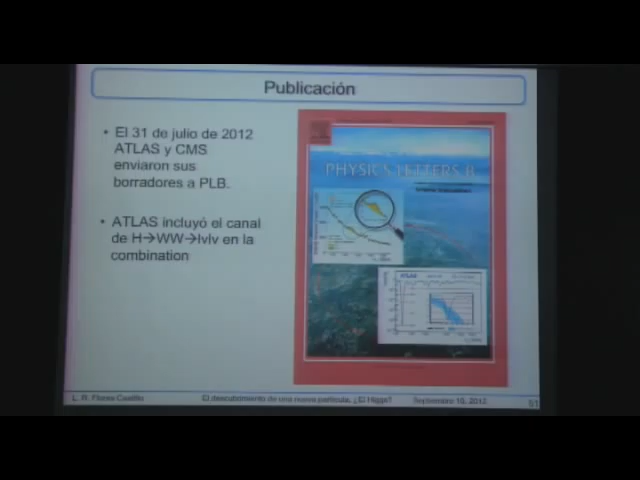 Publicación
• El 31 de julio de 2012
ATLAS y CMS
enviaron sus
borradores a PLB.
• ATLAS incluyó el canal
de H→WW→lvlv en la
combination
PHYSICS LETTERS B
ATLAS
L. R. Flores Castillo
El descubrimiento de una nueva partícula, ¿El Higgs?
Septiembre 10, 2012
51